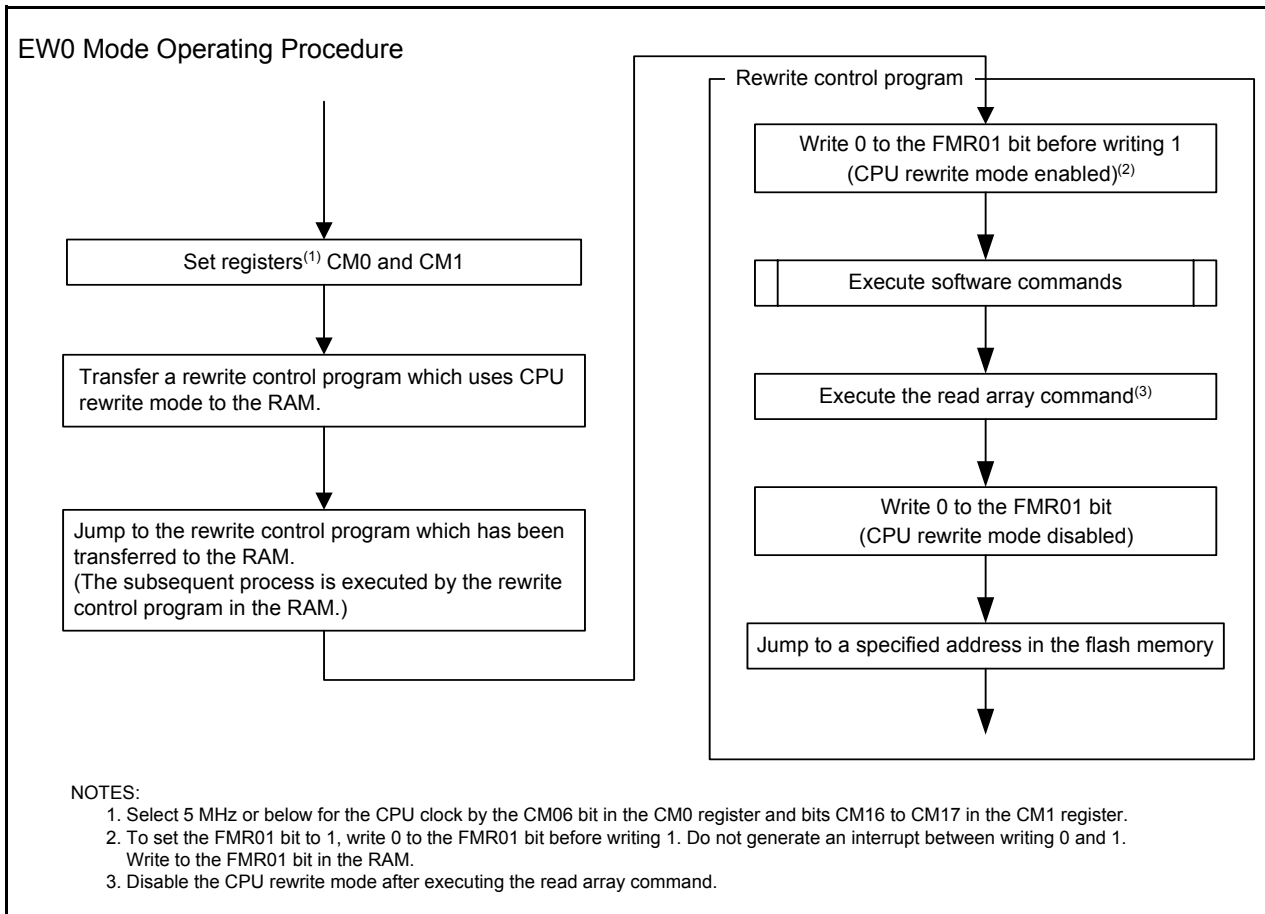 EW0 Mode Operating Procedure
Set registers(1) CM0 and CM1
Transfer a rewrite control program which uses CPU
rewrite mode to the RAM.
Jump to the rewrite control program which has been
transferred to the RAM.
(The subsequent process is executed by the rewrite
control program in the RAM.)
Rewrite control program
Write 0 to the FMR01 bit before writing 1
(CPU rewrite mode enabled)(2)
Execute software commands
Execute the read array command(3)
Write 0 to the FMR01 bit
(CPU rewrite mode disabled)
Jump to a specified address in the flash memory
NOTES:
1. Select 5 MHz or below for the CPU clock by the CM06 bit in the CM0 register and bits CM16 to CM17 in the CM1 register.
2. To set the FMR01 bit to 1, write 0 to the FMR01 bit before writing 1. Do not generate an interrupt between writing 0 and 1.
Write to the FMR01 bit in the RAM.
3. Disable the CPU rewrite mode after executing the read array command.